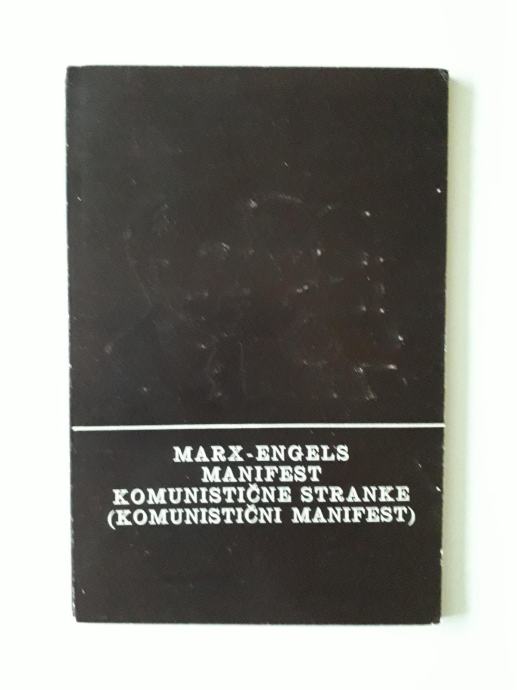 MARX-ENGELS
MANIFEST
KOMUNISTIČNE STRANKE
(KOMUNISTIČNI MANIFEST)